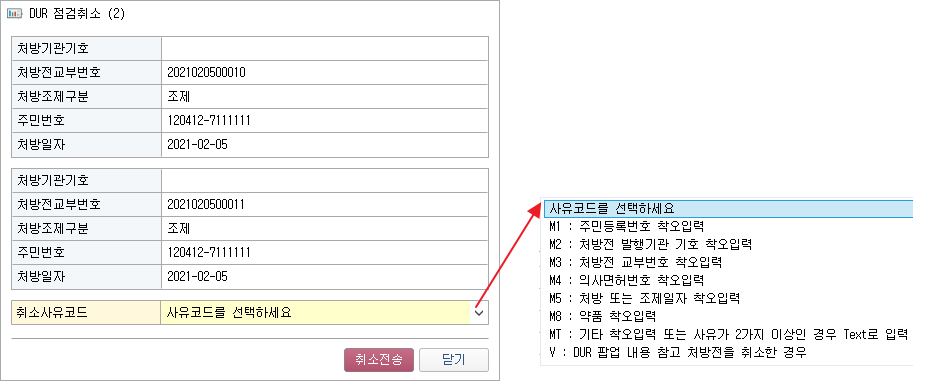 DUR 점검취소 (2)
처방기관기호
처방전교부번호 2021020500010
처방조제구분 조제
주민번호 120412-7111111
처방일자 2021-02-05
처방기관기호
처방전교부번호 2021020500011
처방조제구분 조제
주민번호 120412-7111111
처방일자 2021-02-05
취소사유코드 사유코드를 선택하세요
취소전송 닫기
사유코드를 선택하세요
M1 : 주민등록번호 착오입력
M2 : 처방전 발행기관 기호 착오입력
M3 : 처방전 교부번호 착오입력
M4 : 의사면허번호 착오입력
M5 : 처방 또는 조제일자 착오입력
M8 : 약품 착오입력
MT : 기타 착오입력 또는 사유가 2가지 이상인 경우 Text로 입력
V : DUR 팝업 내용 참고 처방전을 취소한 경우